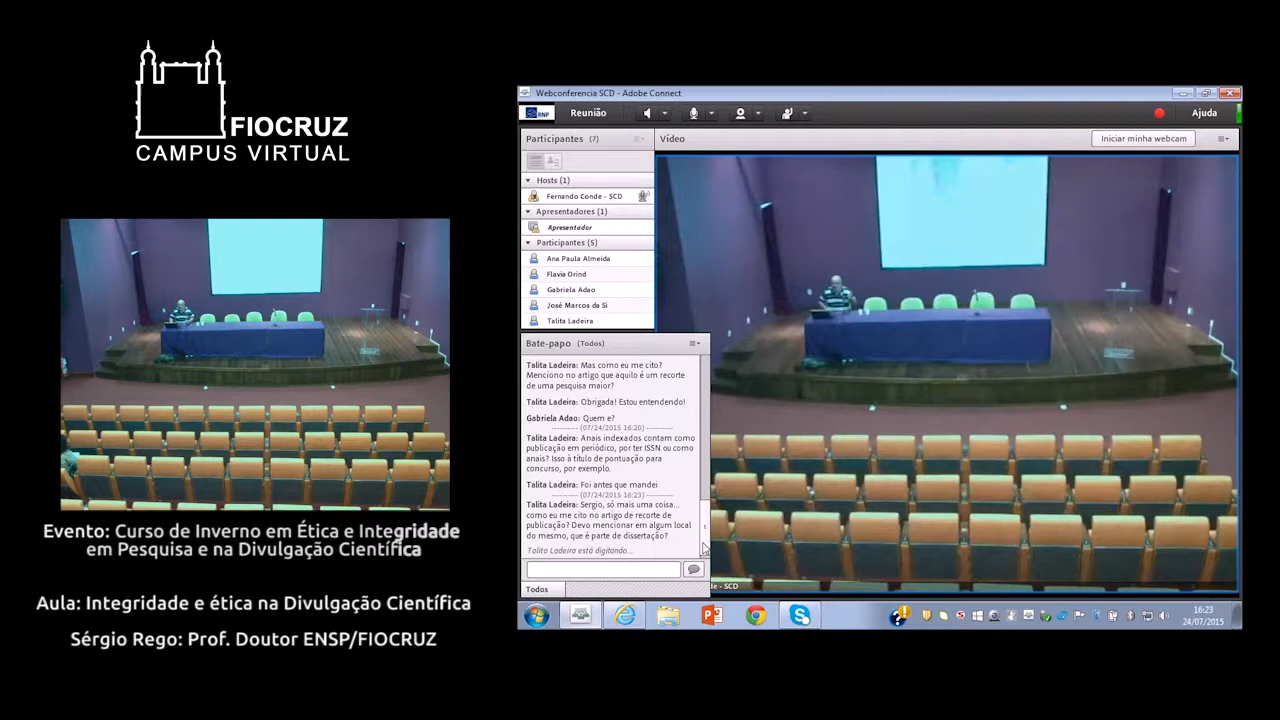 FIOCRUZ
CAMPUS VIRTUAL
Evento: Curso de Inverno em Ética e Integridade
em Pesquisa e na Divulgação Científica
Aula: Integridade e ética na Divulgação Científica
Sérgio Rego: Prof. Doutor ENSP/FIOCRUZ
Webconferencia SCD - Adobe Connect
RNP
Reunião
Ajuda
Participantes (7)
Vídeo
Iniciar minha webcam
Hosts (1)
Fernando Conde - SCD
Apresentadores (1)
Apresentador
Participantes (5)
Ana Paula Almeida
Flavia Orind
Gabriela Adao
José Marcos da Si
Talita Ladeira
Bate-papo (Todos)
Talita Ladeira: Mas como eu me cito?
Menciono no artigo que aquilo é um recorte
de uma pesquisa maior?
Talita Ladeira: Obrigada! Estou entendendo!
Gabriela Adao: Quem e?
---------- (07/24/2015 16:20) ----------
Talita Ladeira: Anais indexados contam como
publicação em periódico, por ter ISSN ou como
anais? Isso à título de pontuação para
concurso, por exemplo.
Talita Ladeira: Foi antes que mandei
---------- (07/24/2015 16:23) ----------
Talita Ladeira: Sergio, só mais uma coisa...
como eu me cito no artigo de recorte de
publicação? Devo mencionar em algum local
do mesmo, que é parte de dissertação?
Talita Ladeira está digitando...
Todos
de - SCD
16:23
24/07/2015